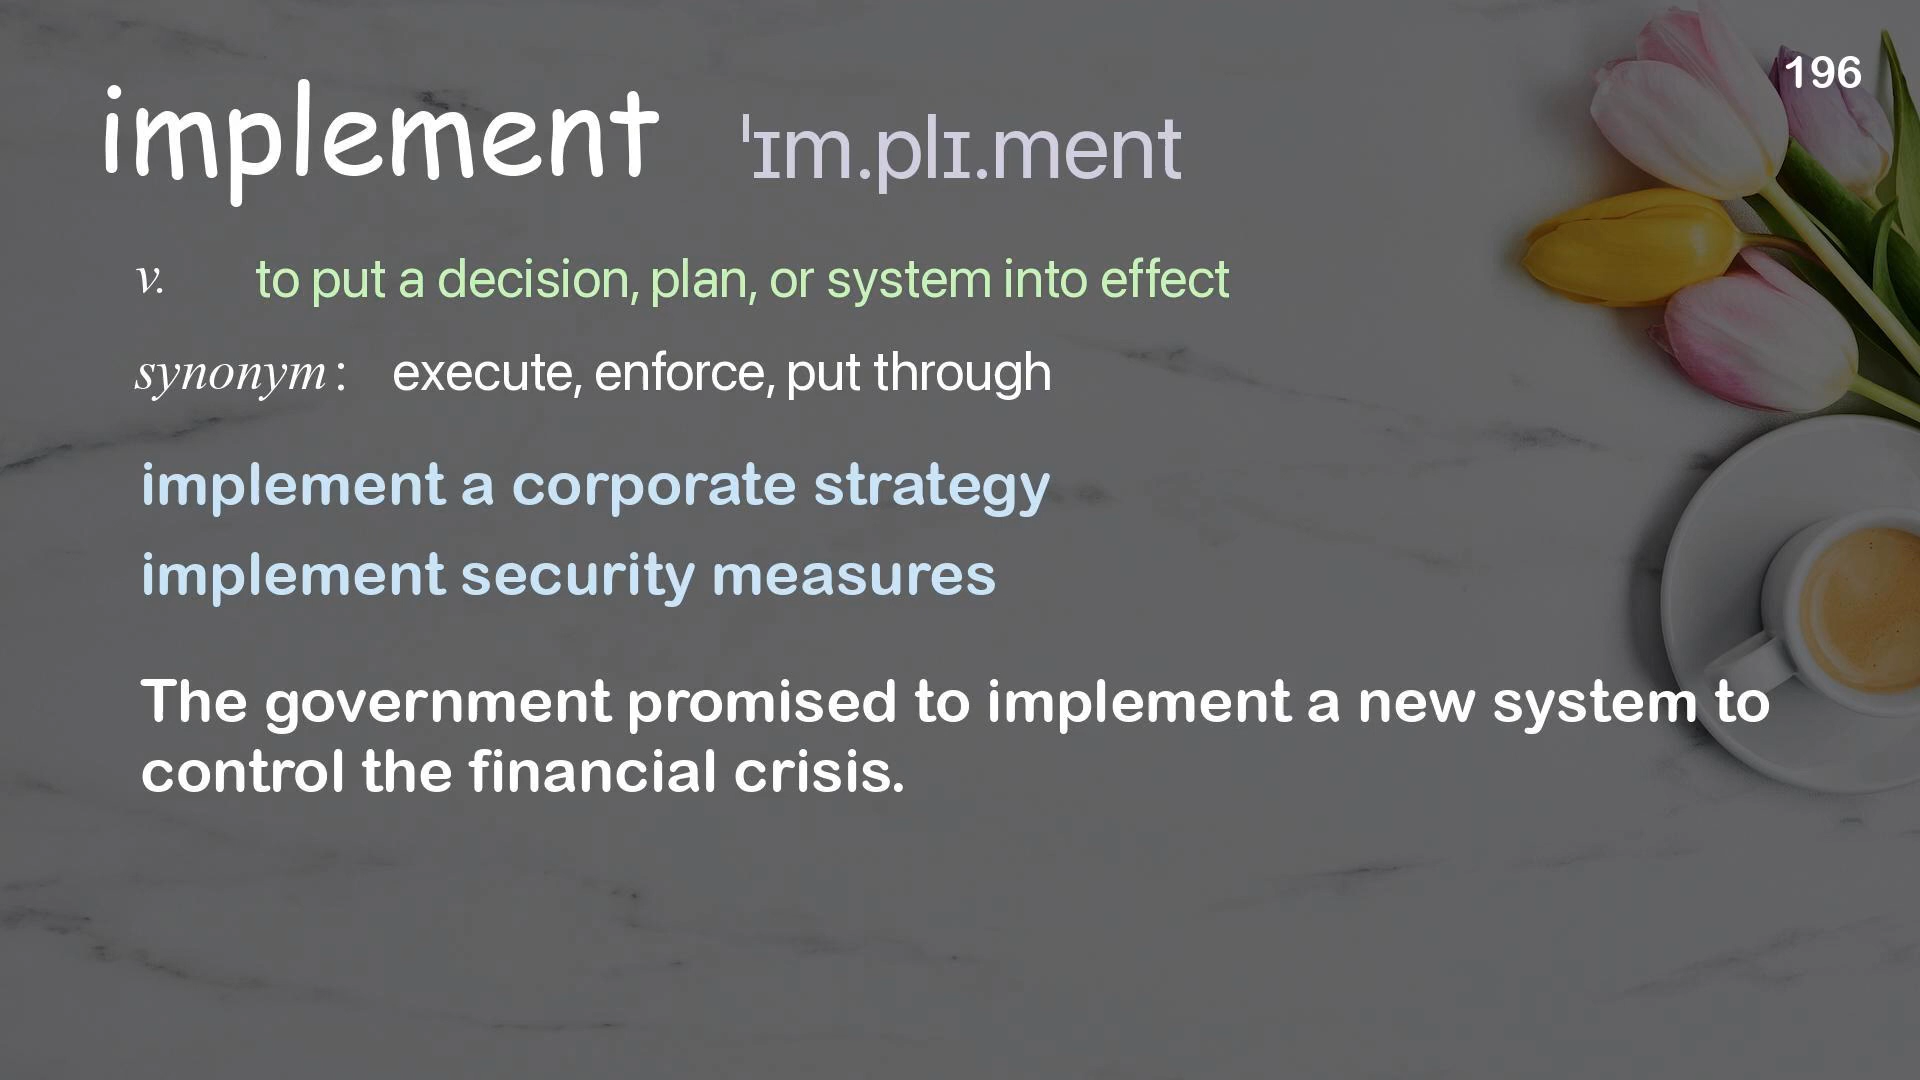 196
implement ˈɪm.plɪ.ment
v. to put a decision, plan, or system into effect
synonym : execute, enforce, put through
implement a corporate strategy
implement security measures
The government promised to implement a new system to
control the financial crisis.